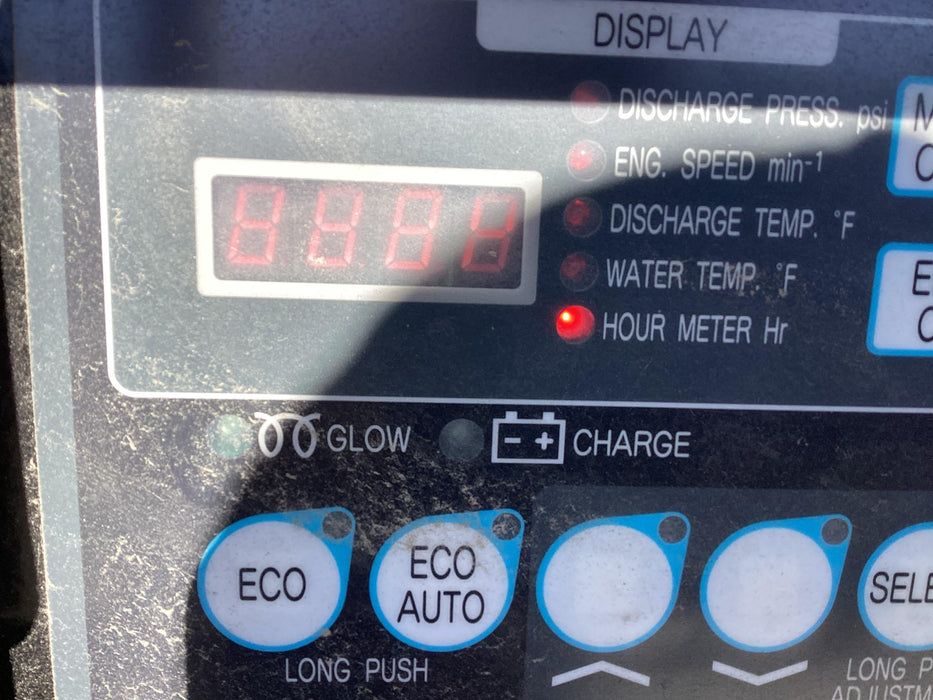 DISPLAY
DISCHARGE PRESS. psi
ENG. SPEED min-1
DISCHARGE TEMP. °F
WATER TEMP. °F
HOUR METER Hr
GLOW
- + CHARGE
ECO
ECO
AUTO
LONG PUSH